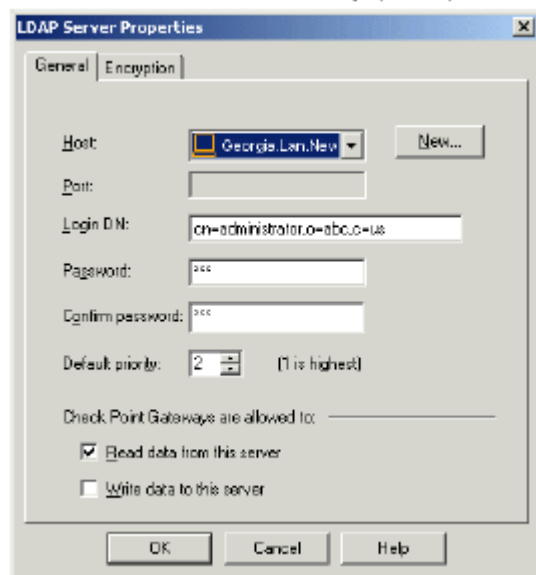 LDAP Server Properties
General
Encryption
Host:
Georgia.Lan.New
New...
Port:
Login DN:
cn=administrator,o=abc,c=us
Password:
***
Confirm password:
***
Default priority:
2
(1 is highest)
Check Point Gateways are allowed to:
Read data from this server
Write data to this server
OK
Cancel
Help